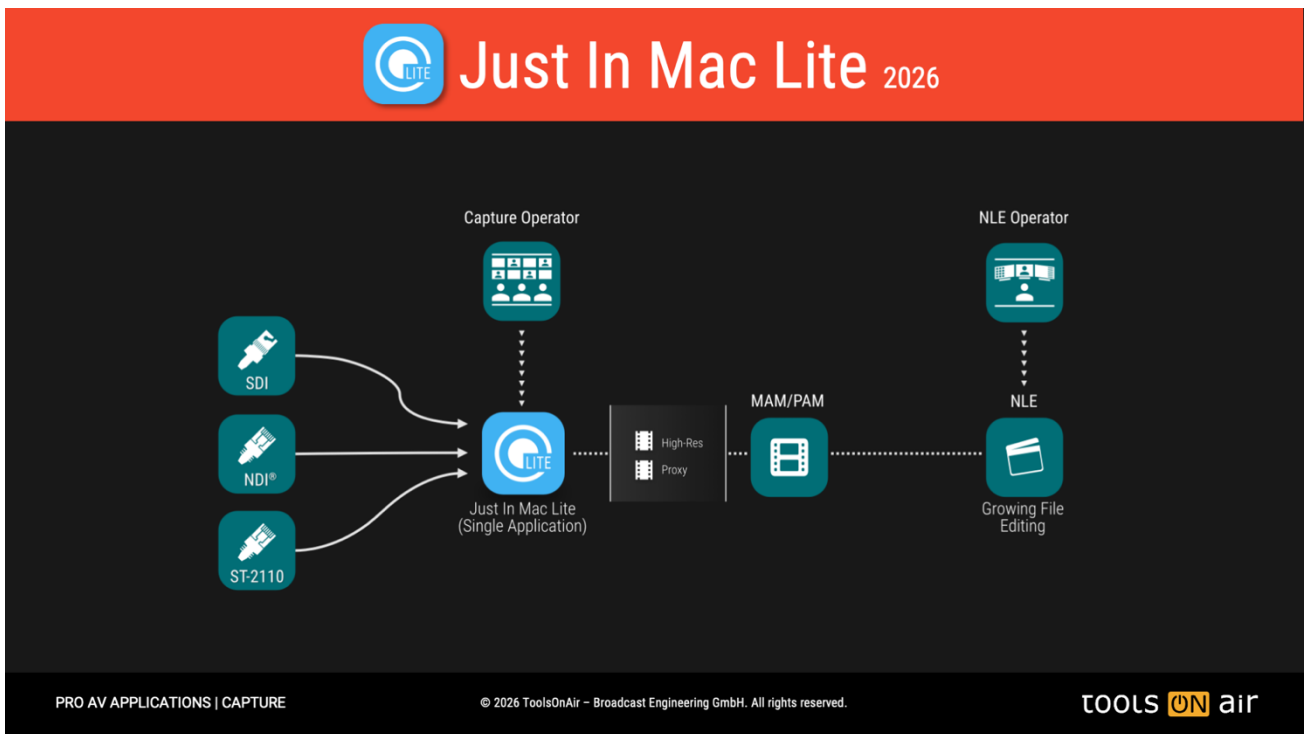 LITE
Just In Mac Lite 2026
Capture Operator
NLE Operator
SDI
NDI®
ST-2110
LITE
Just In Mac Lite
(Single Application)
High-Res
Proxy
MAM/PAM
NLE
Growing File
Editing
PRO AV APPLICATIONS | CAPTURE
© 2026 ToolsOnAir – Broadcast Engineering GmbH. All rights reserved.
TOOLS ON air